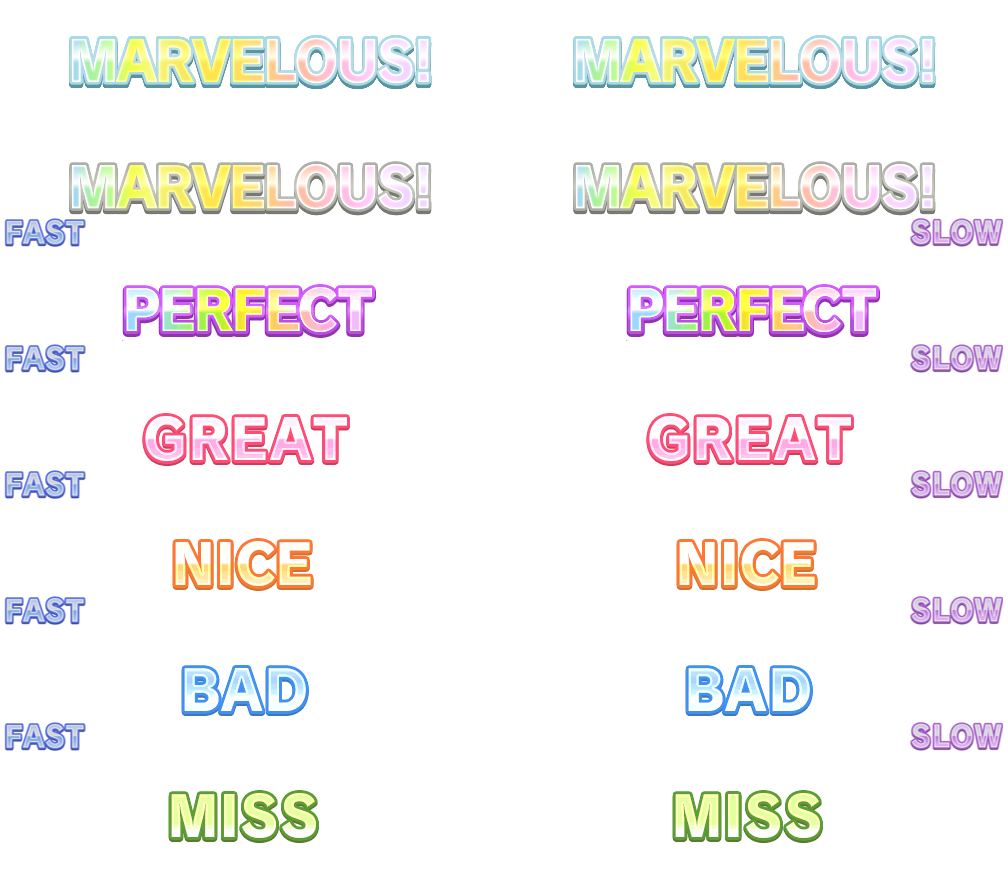 MARVELOUS! MARVELOUS!
MARVELOUS! MARVELOUS!
FAST SLOW
PERFECT PERFECT
FAST SLOW
GREAT GREAT
FAST SLOW
NICE NICE
FAST SLOW
BAD BAD
FAST SLOW
MISS MISS